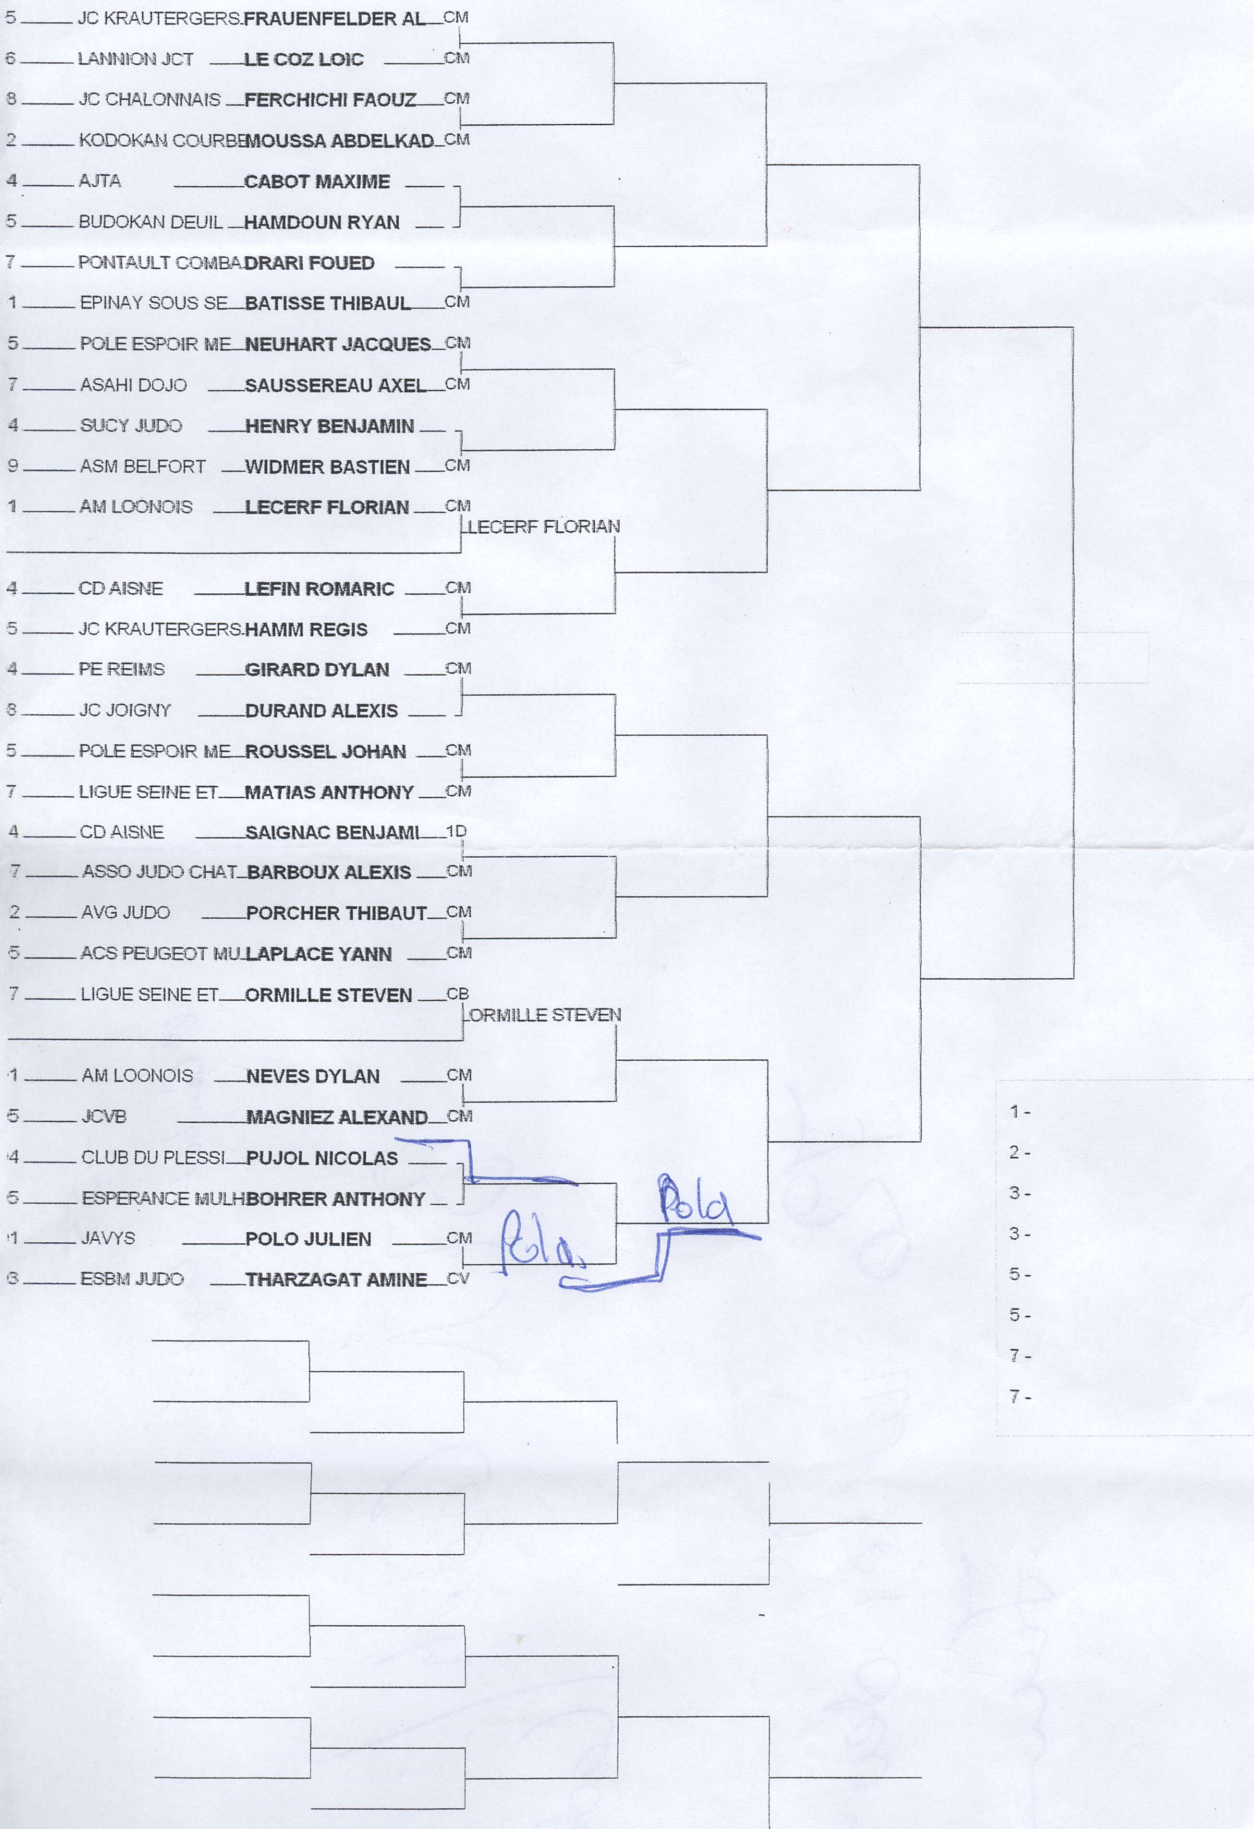 5 JC KRAUTERGERS. FRAUENFELDER AL CM
6 LANNION JCT LE COZ LOIC CM
8 JC CHALONNAIS FERCHICHI FAOUZ CM
2 KODOKAN COURBE MOUSSA ABDELKAD CM
4 AJTA CABOT MAXIME
5 BUDOKAN DEUIL HAMDOUN RYAN
7 PONTAULT COMBA DRARI FOUED
1 EPINAY SOUS SE BATISSE THIBAUL CM
5 POLE ESPOIR ME NEUHART JACQUES CM
7 ASAHI DOJO SAUSSEREAU AXEL CM
4 SUCY JUDO HENRY BENJAMIN
9 ASM BELFORT WIDMER BASTIEN CM
1 AM LOONOIS LECERF FLORIAN CM
LECERF FLORIAN
4 CD AISNE LEFIN ROMARIC CM
5 JC KRAUTERGERS. HAMM REGIS CM
4 PE REIMS GIRARD DYLAN CM
8 JC JOIGNY DURAND ALEXIS
5 POLE ESPOIR ME ROUSSEL JOHAN CM
7 LIGUE SEINE ET MATIAS ANTHONY CM
4 CD AISNE SAIGNAC BENJAMI 1D
7 ASSO JUDO CHAT BARBOUX ALEXIS CM
2 AVG JUDO PORCHER THIBAUT CM
5 ACS PEUGEOT MU LAPLACE YANN CM
7 LIGUE SEINE ET ORMILLE STEVEN CB
ORMILLE STEVEN
1 AM LOONOIS NEVES DYLAN CM
5 JCVB MAGNIEZ ALEXAND CM
4 CLUB DU PLESSI PUJOL NICOLAS
5 ESPERANCE MULH BOHRER ANTHONY
Polo
1 JAVYS POLO JULIEN CM
Polo
ESBM JUDO THARZAGAT AMINE CV
1 -
2 -
3 -
3 -
5 -
5 -
7 -
7 -